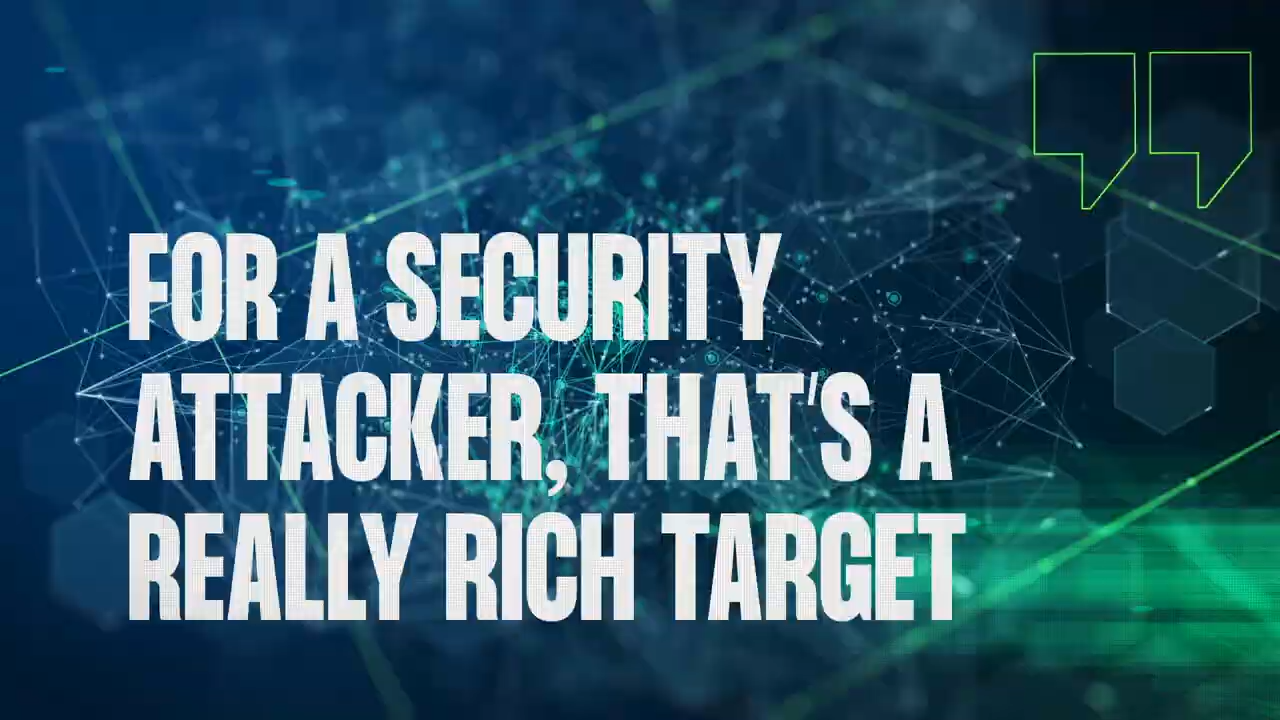 FOR A SECURITY
ATTACKER, THAT'S A
REALLY RICH TARGET